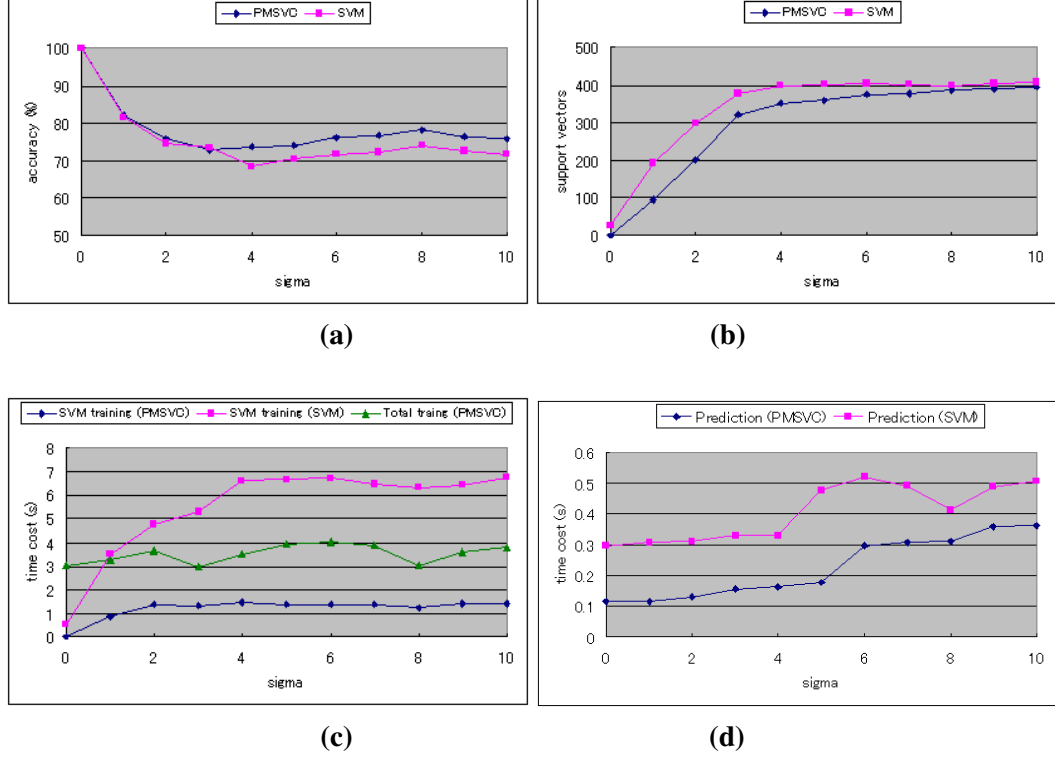 PMSVC SVM
100
90
80
70
60
50
0 2 4 6 8 10
accuracy (%)
sigma
(a)
PMSVC SVM
500
400
300
200
100
0
0 2 4 6 8 10
support vectors
sigma
(b)
SVM training (PMSVC) SVM training (SVM) Total traing (PMSVC)
8
7
6
5
4
3
2
1
0
0 2 4 6 8 10
time cost (s)
sigma
(c)
Prediction (PMSVC) Prediction (SVM)
0.6
0.5
0.4
0.3
0.2
0.1
0
0 2 4 6 8 10
time cost (s)
sigma
(d)